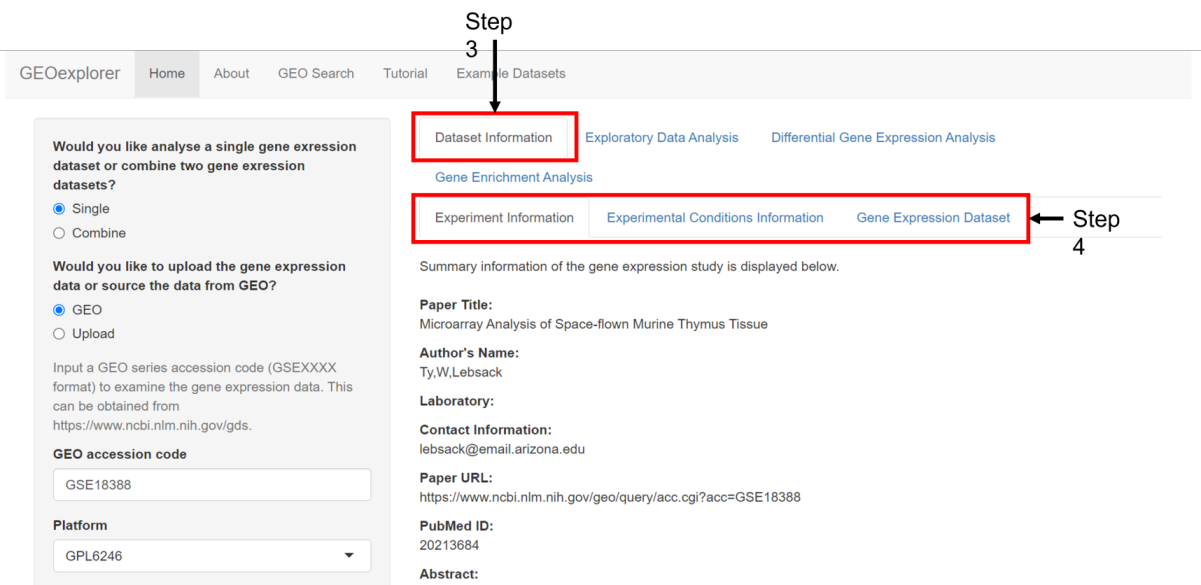 Step
3
GEOexplorer Home About GEO Search Tutorial Example Datasets
Would you like analyse a single gene exression
dataset or combine two gene exression
datasets?
Single
Combine
Would you like to upload the gene expression
data or source the data from GEO?
GEO
Upload
Input a GEO series accession code (GSEXXXX
format) to examine the gene expression data. This
can be obtained from
https://www.ncbi.nlm.nih.gov/gds.
GEO accession code
GSE18388
Platform
GPL6246
Dataset Information Exploratory Data Analysis Differential Gene Expression Analysis
Gene Enrichment Analysis
Experiment Information Experimental Conditions Information Gene Expression Dataset
Step
4
Summary information of the gene expression study is displayed below.
Paper Title:
Microarray Analysis of Space-flown Murine Thymus Tissue
Author's Name:
Ty,W,Lebsack
Laboratory:
Contact Information:
lebsack@email.arizona.edu
Paper URL:
https://www.ncbi.nlm.nih.gov/geo/query/acc.cgi?acc=GSE18388
PubMed ID:
20213684
Abstract: